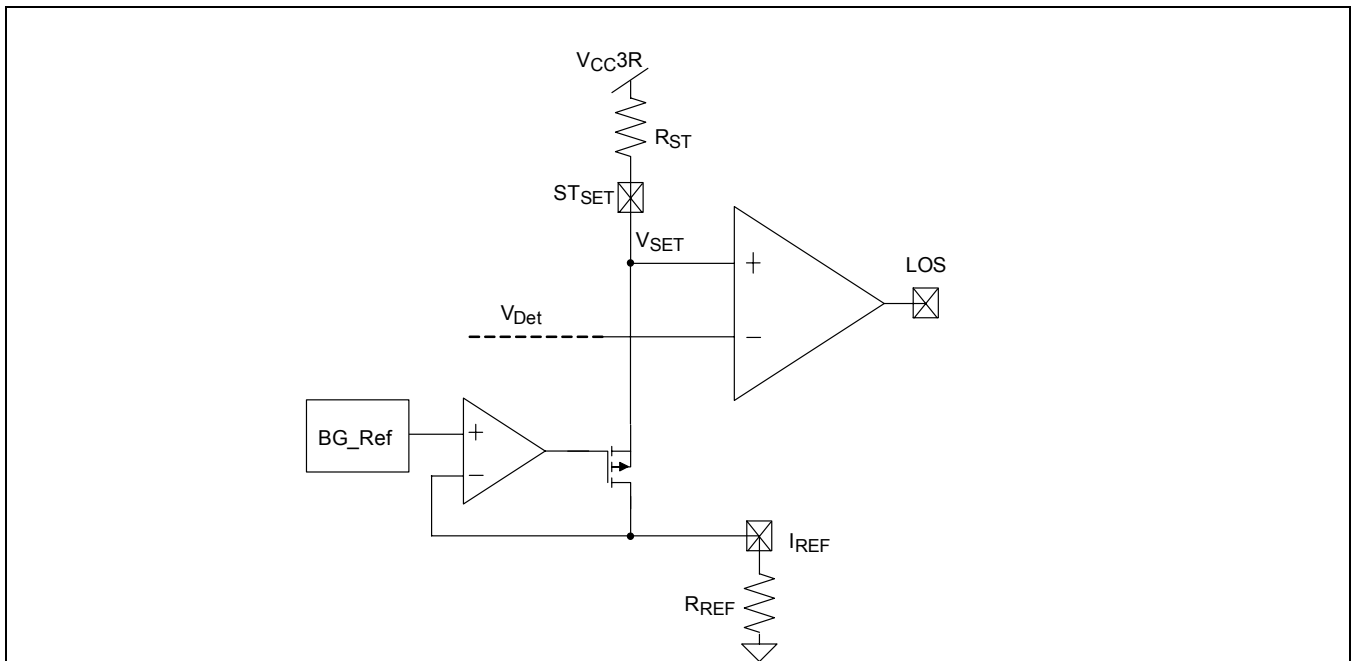 VCC3R
RST
STSET
VSET
LOS
VDet
BG_Ref
IREF
RREF